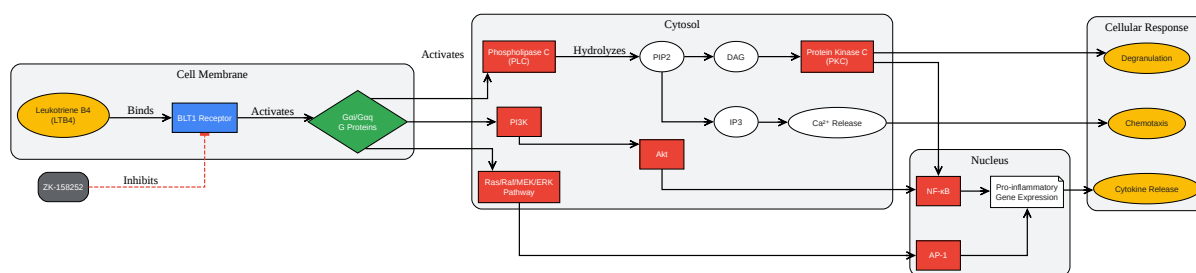 Cytosol
Cellular Response
Activates
Phospholipase C
(PLC)
Hydrolyzes
PIP2
DAG
Protein Kinase C
(PKC)
Degranulation
Cell Membrane
Leukotriene B4
(LTB4)
Binds
BLT1 Receptor
Activates
Gαi/Gαq
G Proteins
PI3K
IP3
Ca²⁺ Release
Chemotaxis
Akt
Nucleus
ZK-158252
Inhibits
Ras/Raf/MEK/ERK
Pathway
NF-κB
Pro-inflammatory
Gene Expression
Cytokine Release
AP-1